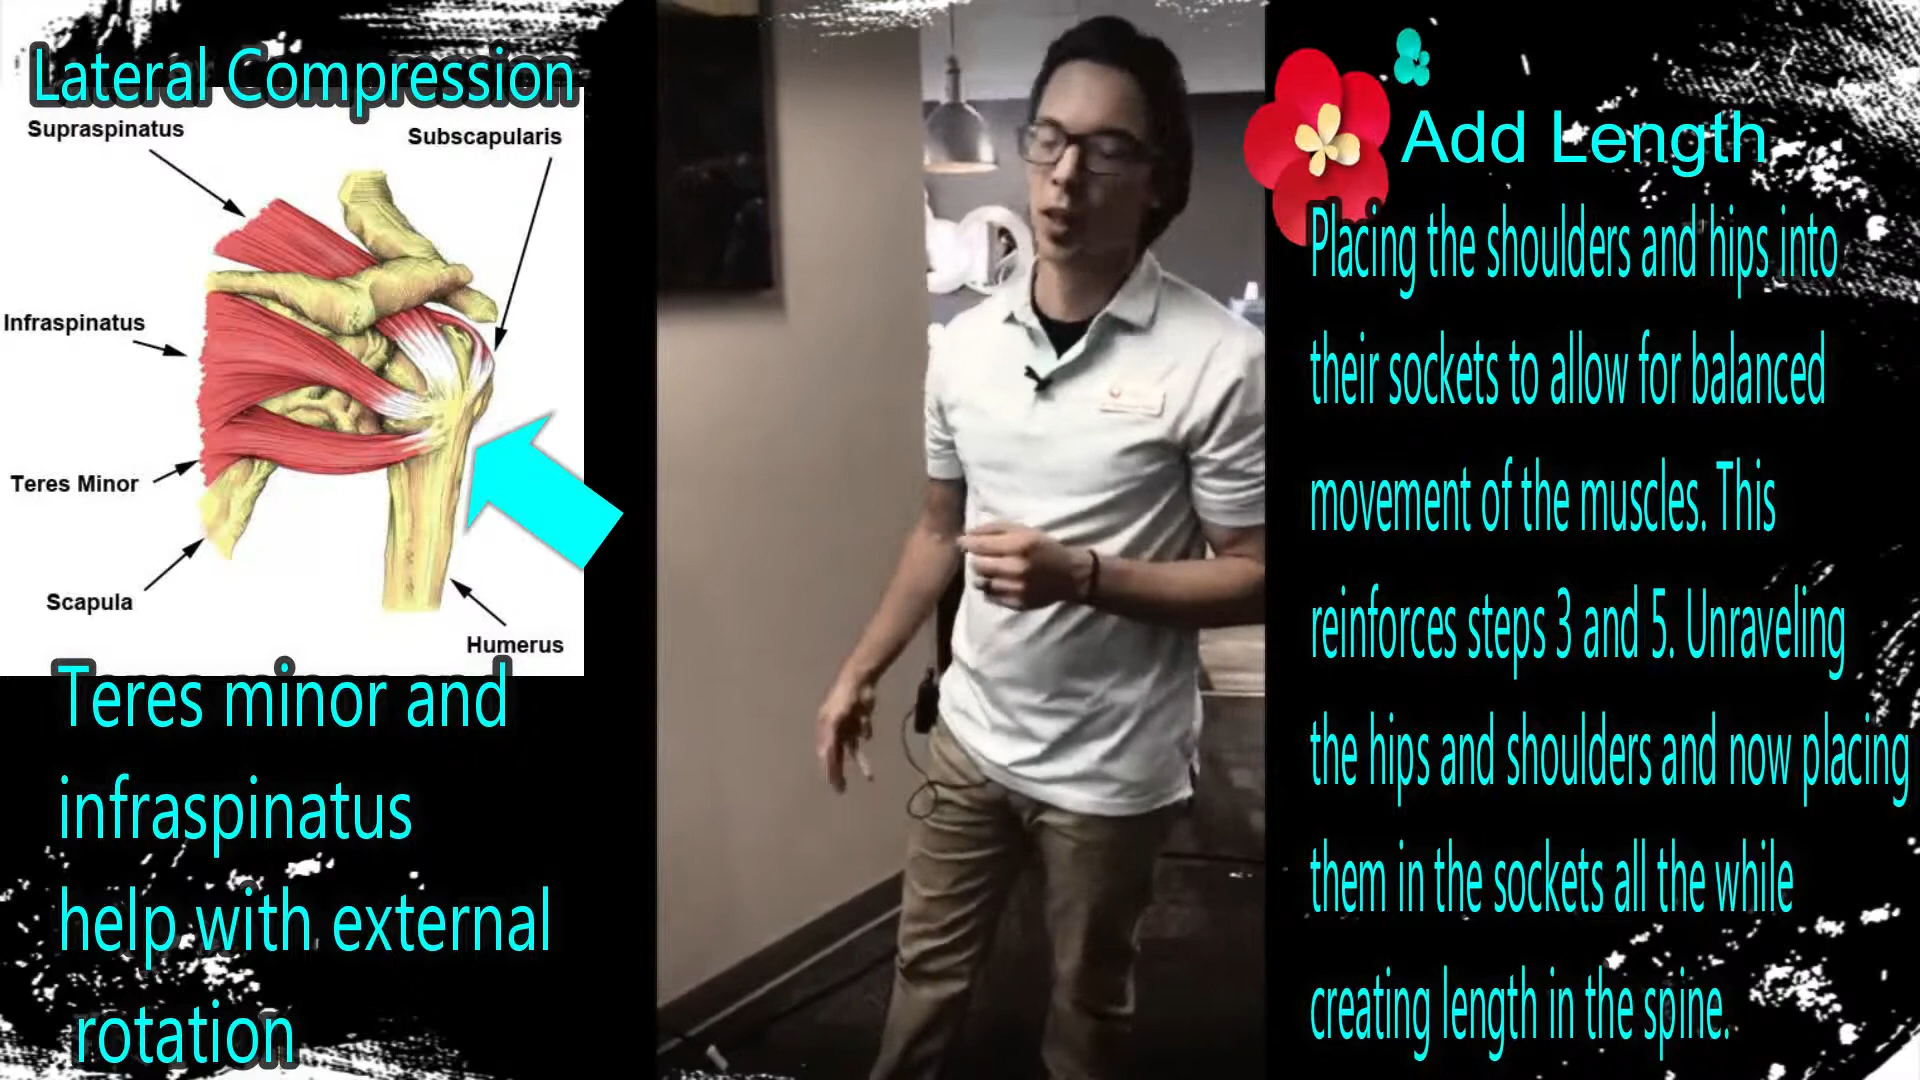 Lateral Compression
Supraspinatus
Subscapularis
Infraspinatus
Teres Minor
Scapula
Humerus
Teres minor and
infraspinatus
help with external
rotation
Add Length
Placing the shoulders and hips into
their sockets to allow for balanced
movement of the muscles. This
reinforces steps 3 and 5. Unraveling
the hips and shoulders and now placing
them in the sockets all the while
creating length in the spine.